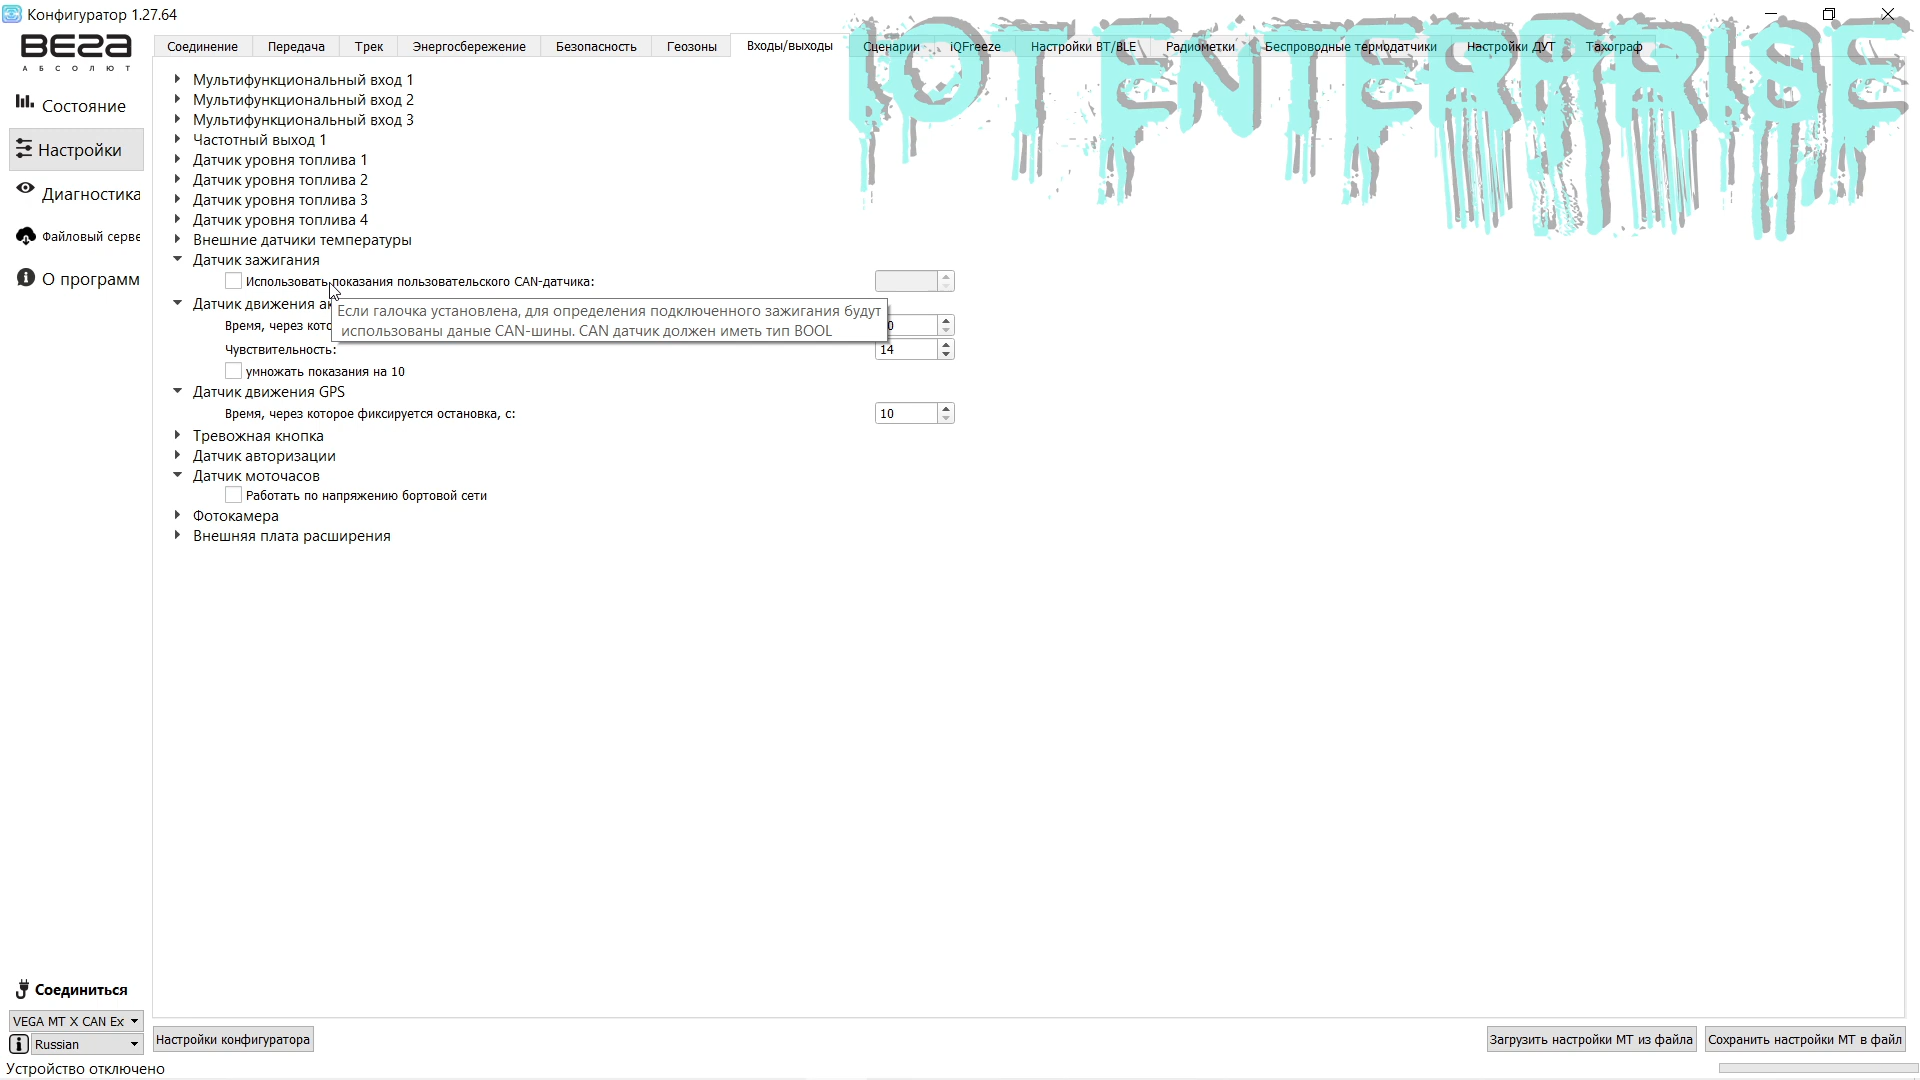 Конфигуратор 1.27.64
ВЕГА
АБСОЛЮТ
Соединение Передача Трек Энергосбережение Безопасность Геозоны Входы/выходы Сценарии iQFreeze Настройки BT/BLE Радиометки Беспроводные термодатчики Настройки ДУТ Тахограф
IOT ENTERPRISE
Состояние
Настройки
Диагностика
Файловый серве
О програм
Мультифункциональный вход 1
Мультифункциональный вход 2
Мультифункциональный вход 3
Частотный выход 1
Датчик уровня топлива 1
Датчик уровня топлива 2
Датчик уровня топлива 3
Датчик уровня топлива 4
Внешние датчики температуры
Датчик зажигания
Использовать показания пользовательского CAN-датчика:
Датчик движения ак
Если галочка установлена, для определения подключенного зажигания будут
использованы даные CAN-шины. CAN датчик должен иметь тип BOOL
Время, через кото 0
Чувствительность: 14
умножать показания на 10
Датчик движения GPS
Время, через которое фиксируется остановка, с: 10
Тревожная кнопка
Датчик авторизации
Датчик моточасов
Работать по напряжению бортовой сети
Фотокамера
Внешняя плата расширения
Соединиться
VEGA MT X CAN Ex
Russian
Настройки конфигуратора Загрузить настройки МТ из файла Сохранить настройки МТ в файл
Устройство отключено